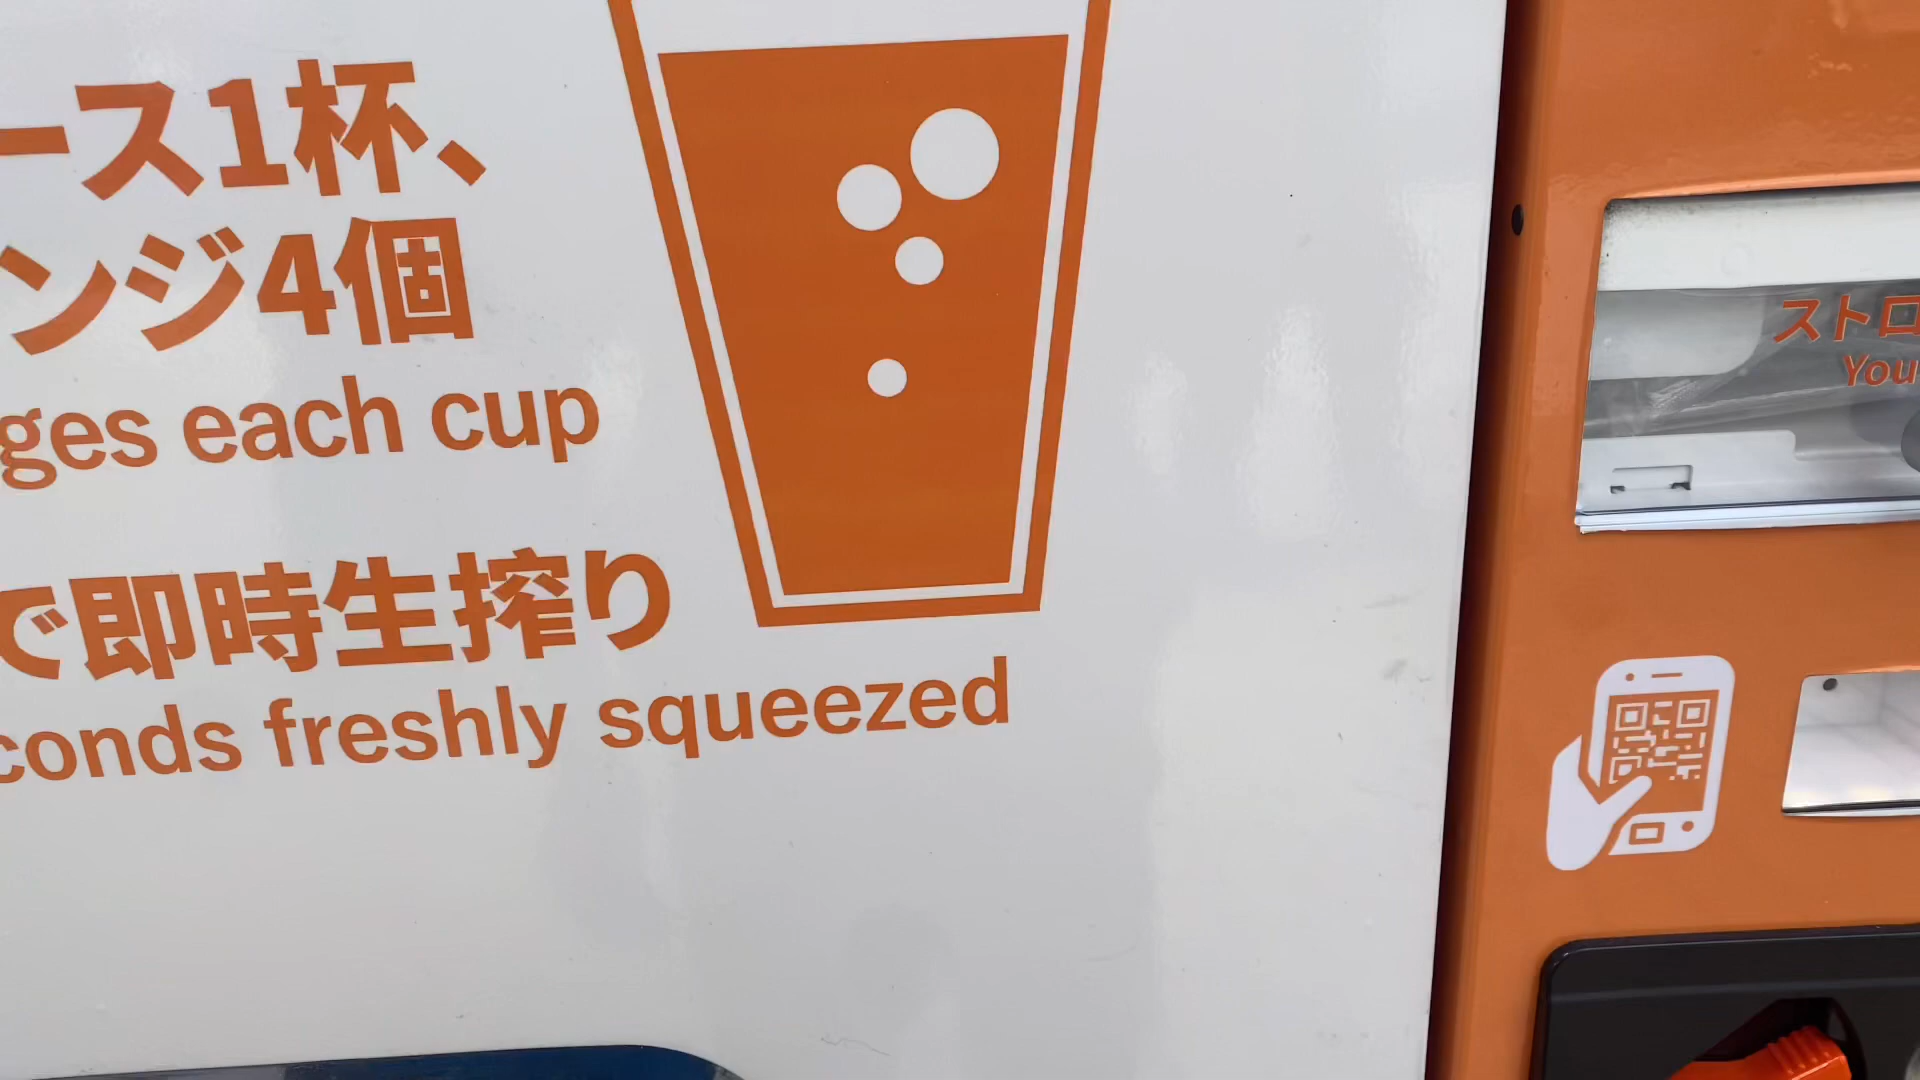 ース1杯、
ンジ4個
ges each cup
で即時生搾り
conds freshly squeezed
ストロ
You